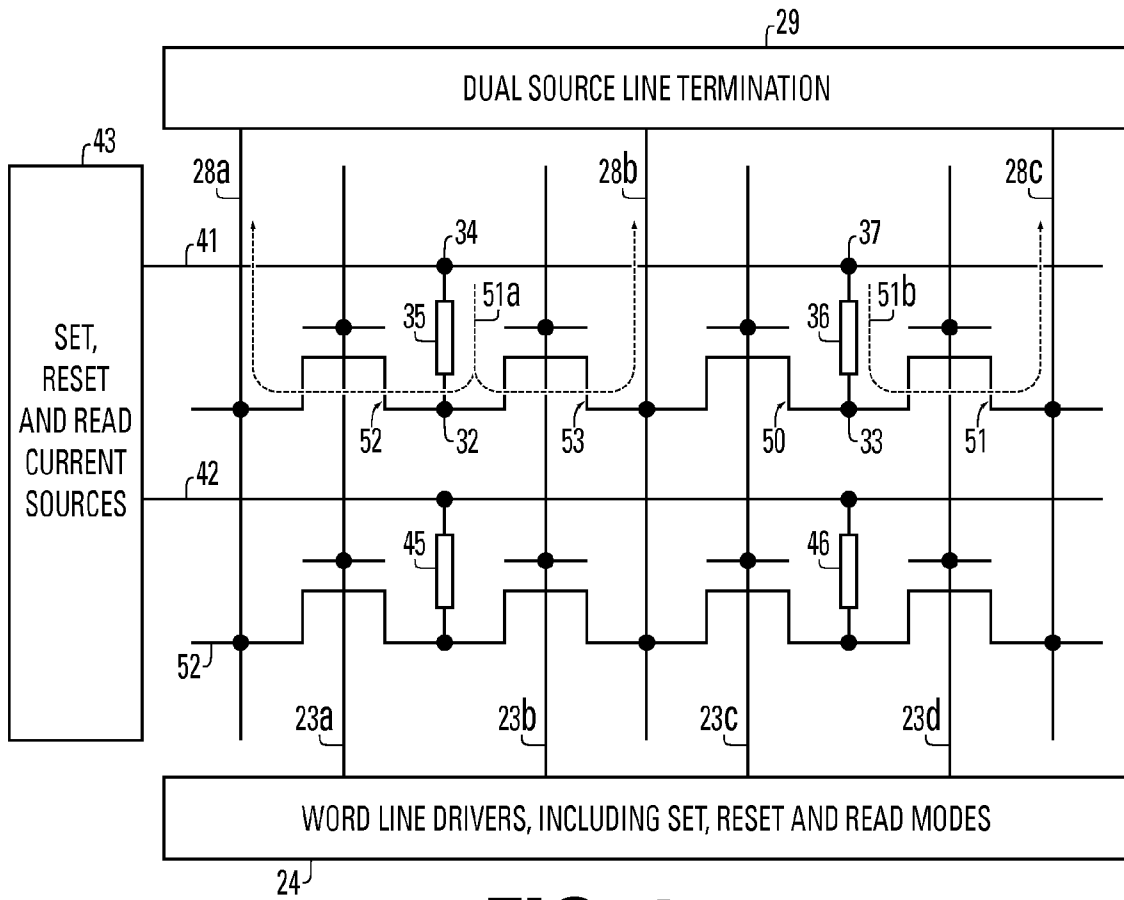 29
DUAL SOURCE LINE TERMINATION
43
28a
28b
28c
41
34
37
35
51a
36
51b
SET,
RESET
AND READ
CURRENT
SOURCES
52
32
53
50
33
51
42
45
46
52
23a
23b
23c
23d
WORD LINE DRIVERS, INCLUDING SET, RESET AND READ MODES
24